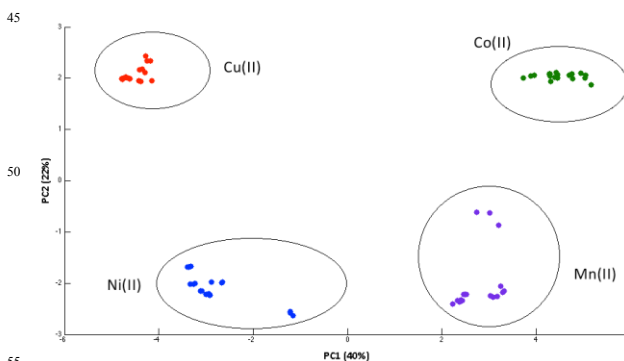 45
3
Cu(II)
Co(II)
2
1
50
PC2 (22%)
0
-1
-2
Ni(II)
Mn(II)
-3
-6
-4
-2
0
2
4
PC1 (40%)
55